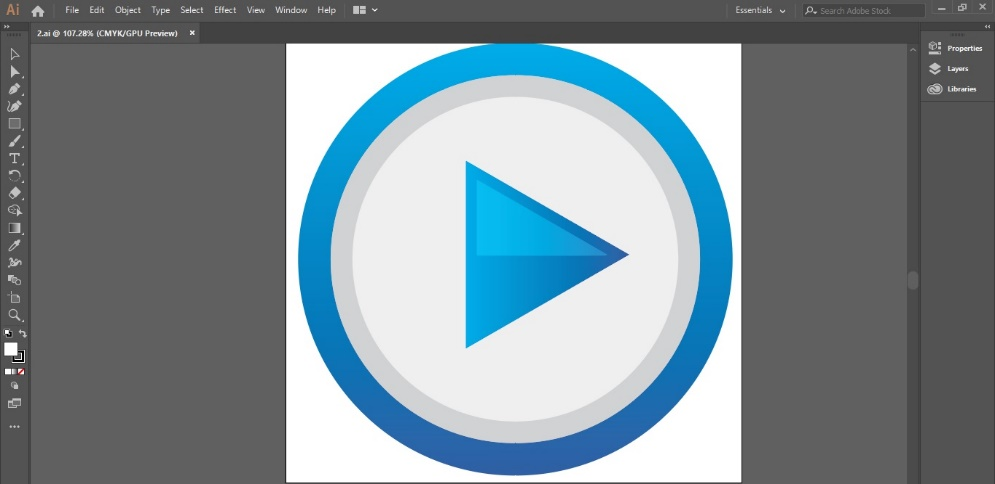 Ai File Edit Object Type Select Effect View Window Help Essentials Search Adobe Stock
2.ai @ 107.28% (CMYK/GPU Preview)
Properties
Layers
Libraries